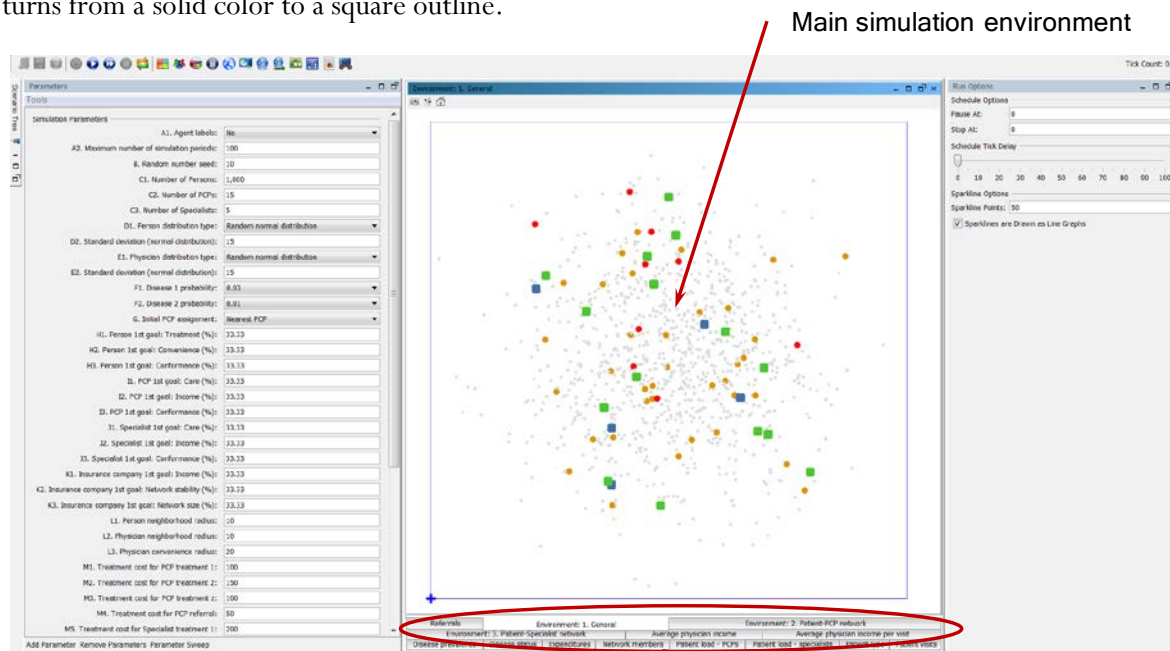 turns from a solid color to a square outline.
Main simulation environment
Tick Count: 0
Parameters
Tools
Scenario Tree
Simulation Parameters
A1. Agent labels: No
A2. Maximum number of simulation periods: 100
B. Random number seed: 10
C1. Number of Persons: 1,000
C2. Number of PCPs: 15
C3. Number of Specialists: 5
D1. Person distribution type: Random normal distribution
D2. Standard deviation (normal distribution): 15
E1. Physician distribution type: Random normal distribution
E2. Standard deviation (normal distribution): 15
F1. Disease 1 probability: 0.03
F2. Disease 2 probability: 0.01
G. Initial PCP assignment: Nearest PCP
H1. Person 1st goal: Treatment (%): 33.33
H2. Person 1st goal: Convenience (%): 33.33
H3. Person 1st goal: Conformance (%): 33.33
I1. PCP 1st goal: Care (%): 33.33
I2. PCP 1st goal: Income (%): 33.33
I3. PCP 1st goal: Conformance (%): 33.33
J1. Specialist 1st goal: Care (%): 33.33
J2. Specialist 1st goal: Income (%): 33.33
J3. Specialist 1st goal: Conformance (%): 33.33
K1. Insurance company 1st goal: Income (%): 33.33
K2. Insurance company 1st goal: Network stability (%): 33.33
K3. Insurance company 1st goal: Network size (%): 33.33
L1. Person neighborhood radius: 10
L2. Physician neighborhood radius: 10
L3. Physician convenience radius: 20
M1. Treatment cost for PCP treatment 1: 100
M2. Treatment cost for PCP treatment 2: 150
M3. Treatment cost for PCP treatment z: 100
M4. Treatment cost for PCP referral: 50
M5. Treatment cost for Specialist treatment 1: 200
Add Parameter Remove Parameters Parameter Sweep
Environment: 1. General
Referrals Environment: 1. General Environment: 2. Patient-PCP network
Environment: 3. Patient-Specialist network Average physician income Average physician income per visit
Disease prevalence Disease status Expenditures Network members Patient load - PCPs Patient load - specialists Patient type Patient visits
Run Options
Schedule Options
Pause At: 0
Stop At: 0
Schedule Tick Delay
0 10 20 30 40 50 60 70 80 90 100
Sparkline Options
Sparkline Points: 50
Sparklines are Drawn as Line Graphs